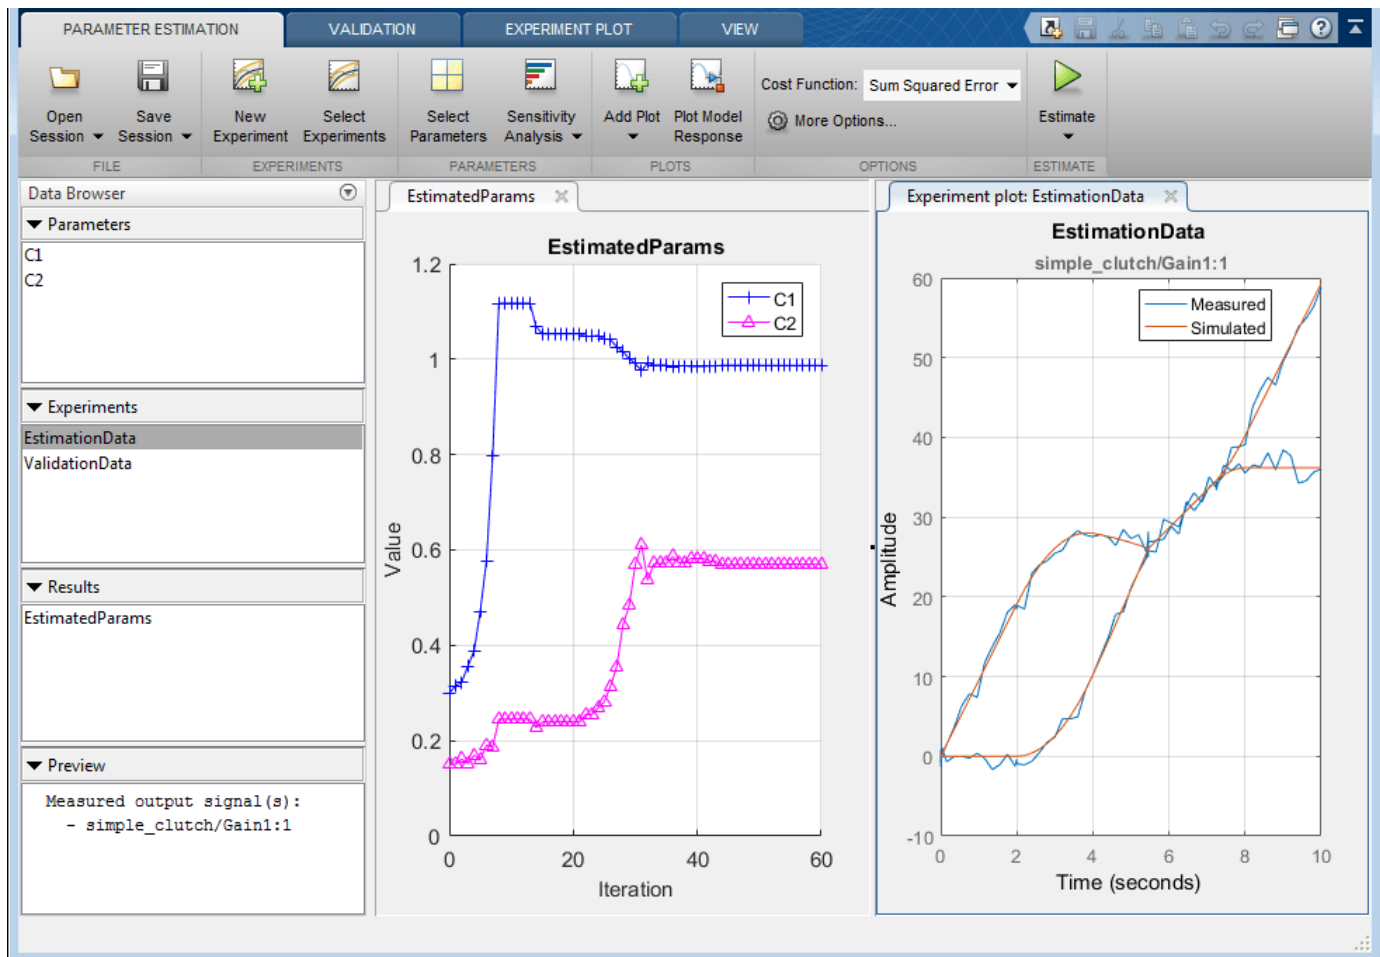 PARAMETER ESTIMATION VALIDATION EXPERIMENT PLOT VIEW
Open Session Save Session New Experiment Select Experiments Select Parameters Sensitivity Analysis Add Plot Plot Model Response Cost Function: Sum Squared Error Estimate
More Options...
FILE EXPERIMENTS PARAMETERS PLOTS OPTIONS ESTIMATE
Data Browser
Parameters
C1
C2
Experiments
EstimationData
ValidationData
Results
EstimatedParams
Preview
Measured output signal(s):
- simple_clutch/Gain1:1
EstimatedParams
EstimatedParams
C1
C2
1.2
1
0.8
0.6
0.4
0.2
0
Value
0 20 40 60
Iteration
Experiment plot: EstimationData
EstimationData
simple_clutch/Gain1:1
Measured
Simulated
60
50
40
30
20
10
0
-10
Amplitude
0 2 4 6 8 10
Time (seconds)